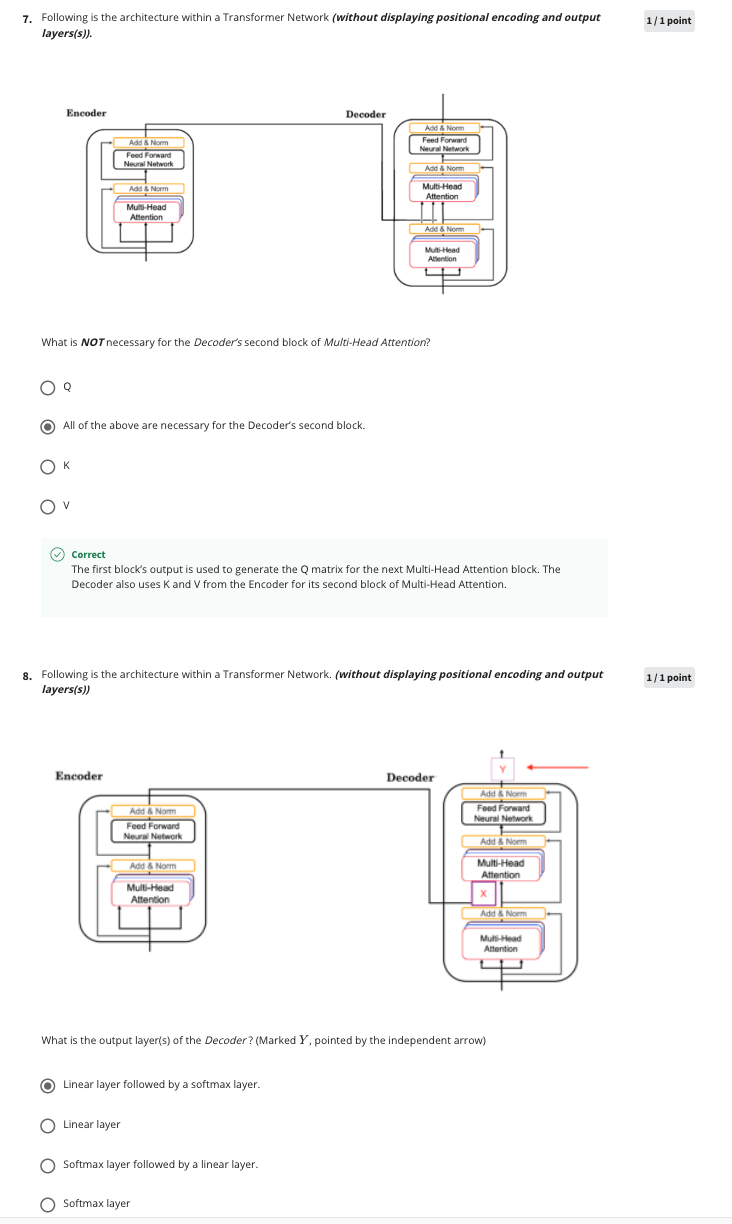 7. Following is the architecture within a Transformer Network (without displaying positional encoding and output
layers(s)).
1 / 1 point
Encoder
Add & Norm
Feed Forward
Neural Network
Add & Norm
Multi-Head
Attention
Decoder
Add & Norm
Feed Forward
Neural Network
Add & Norm
Multi-Head
Attention
Add & Norm
Multi-Head
Attention
What is NOT necessary for the Decoder's second block of Multi-Head Attention?
Q
All of the above are necessary for the Decoder's second block.
K
V
Correct
The first block's output is used to generate the Q matrix for the next Multi-Head Attention block. The
Decoder also uses K and V from the Encoder for its second block of Multi-Head Attention.
8. Following is the architecture within a Transformer Network. (without displaying positional encoding and output
layers(s))
1 / 1 point
Encoder
Add & Norm
Feed Forward
Neural Network
Add & Norm
Multi-Head
Attention
Decoder
Y
Add & Norm
Feed Forward
Neural Network
Add & Norm
Multi-Head
Attention
X
Add & Norm
Multi-Head
Attention
What is the output layer(s) of the Decoder ? (Marked Y, pointed by the independent arrow)
Linear layer followed by a softmax layer.
Linear layer
Softmax layer followed by a linear layer.
Softmax layer